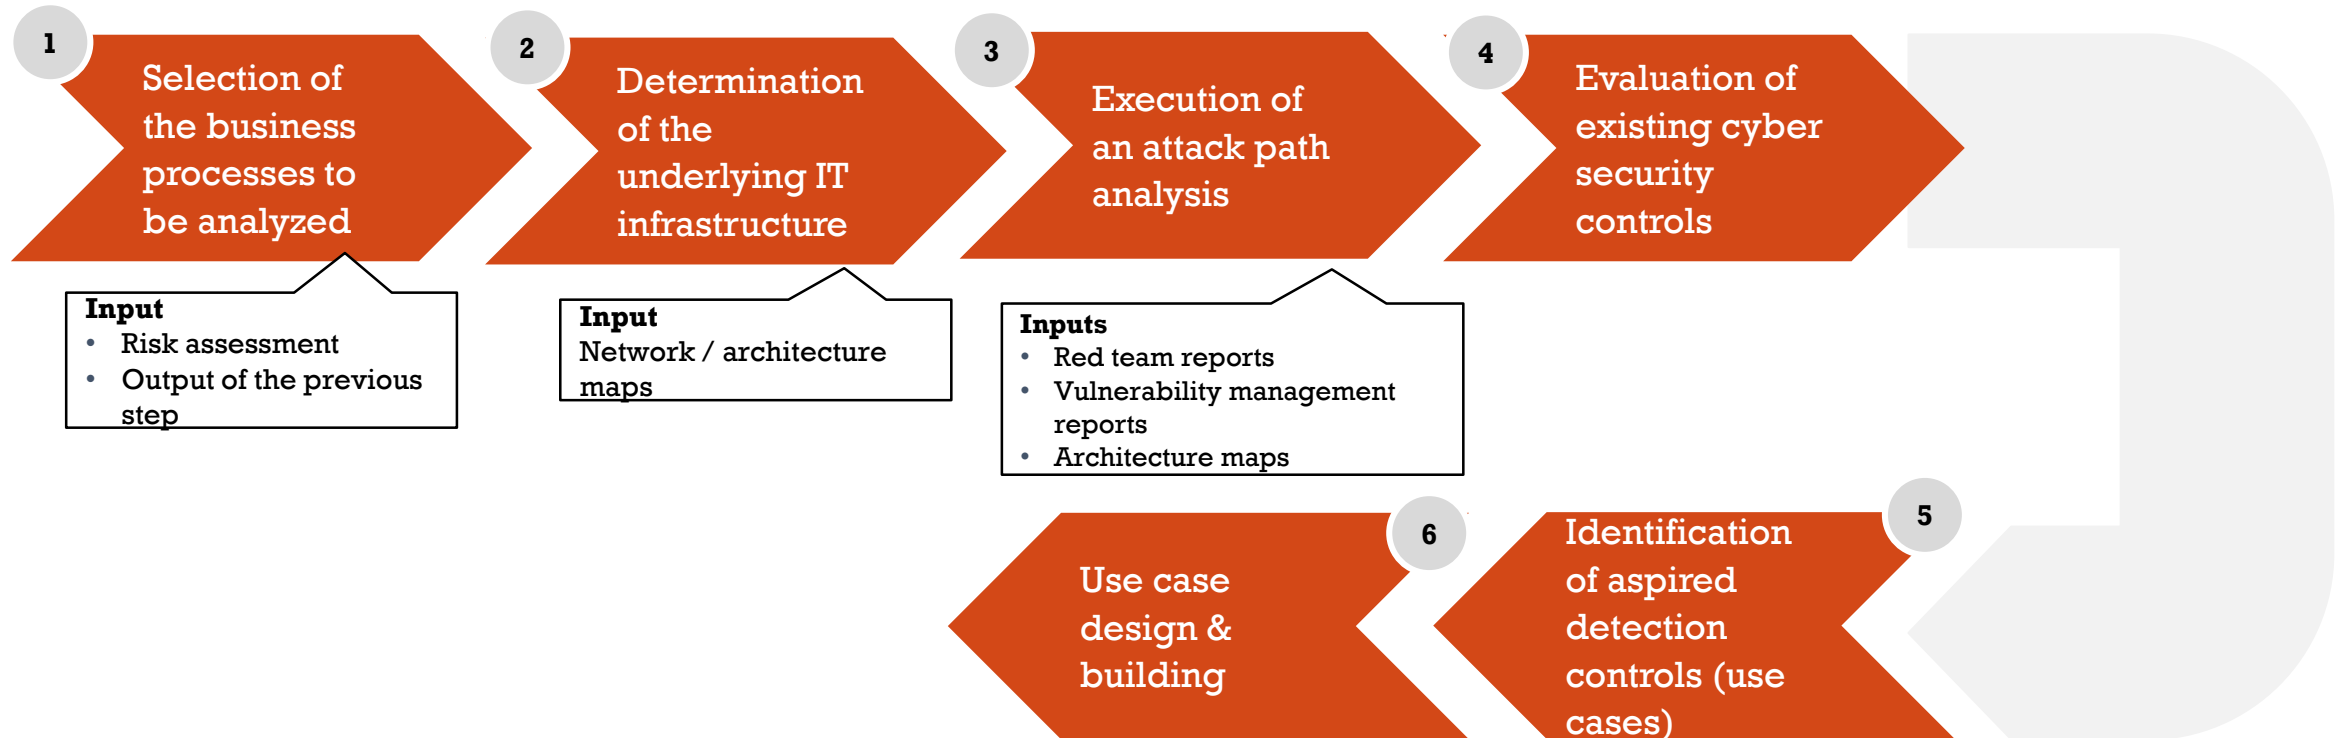 1
Selection of
the business
processes to
be analyzed
Input
• Risk assessment
• Output of the previous
step
2
Determination
of the
underlying IT
infrastructure
Input
Network / architecture
maps
3
Execution of
an attack path
analysis
Inputs
• Red team reports
• Vulnerability management
reports
• Architecture maps
4
Evaluation of
existing cyber
security
controls
5
Identification
of aspired
detection
controls (use
cases)
6
Use case
design &
building